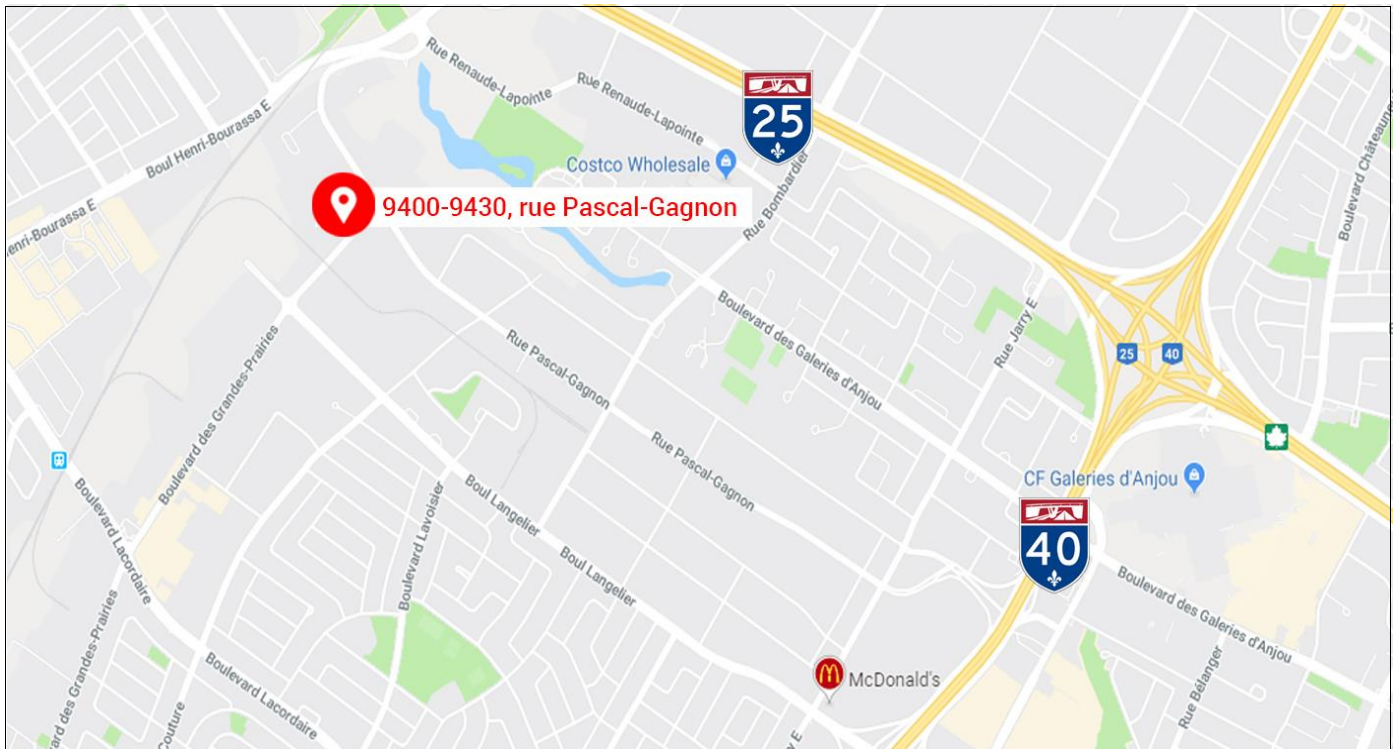 Rue Renaude-Lapointe
Rue Renaude-Lapointe
25
Boul Henri-Bourassa E
Costco Wholesale
Rue Bombardier
Boulevard Châteauneuf
9400-9430, rue Pascal-Gagnon
enri-Bourassa E
Boulevard des Galeries d'Anjou
Rue Jarry E
25
40
Rue Pascal-Gagnon
Boulevard des Grandes-Prairies
Rue Pascal-Gagnon
CF Galeries d'Anjou
40
Boul Langelier
Boulevard Lavoisier
Boulevard Lacordaire
Boul Langelier
Boulevard des Galeries d'Anjou
ard des Grandes-Prairies
Boulevard Lacordaire
McDonald's
Rue Bélanger
Couture
y E